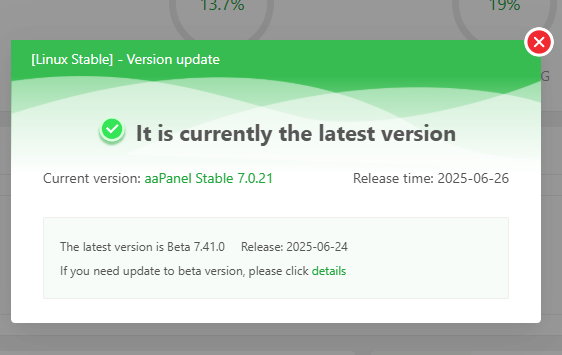 13.7%
19%
[Linux Stable] - Version update
G
It is currently the latest version
Current version: aaPanel Stable 7.0.21
Release time: 2025-06-26
The latest version is Beta 7.41.0 Release: 2025-06-24
If you need update to beta version, please click details